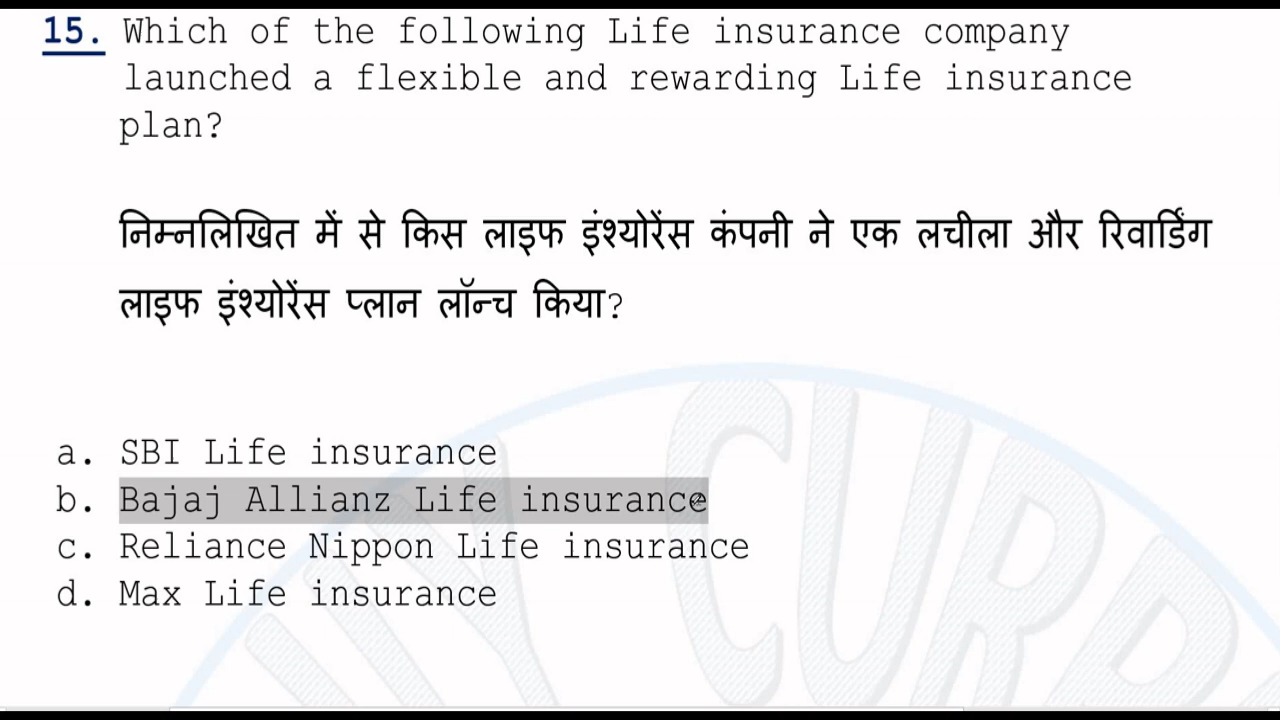 15. Which of the following Life insurance company
launched a flexible and rewarding Life insurance
plan?
निम्नलिखित में से किस लाइफ इंश्योरेंस कंपनी ने एक लचीला और रिवार्डिंग
लाइफ इंश्योरेंस प्लान लॉन्च किया?
a. SBI Life insurance
b. Bajaj Allianz Life insurance
c. Reliance Nippon Life insurance
d. Max Life insurance